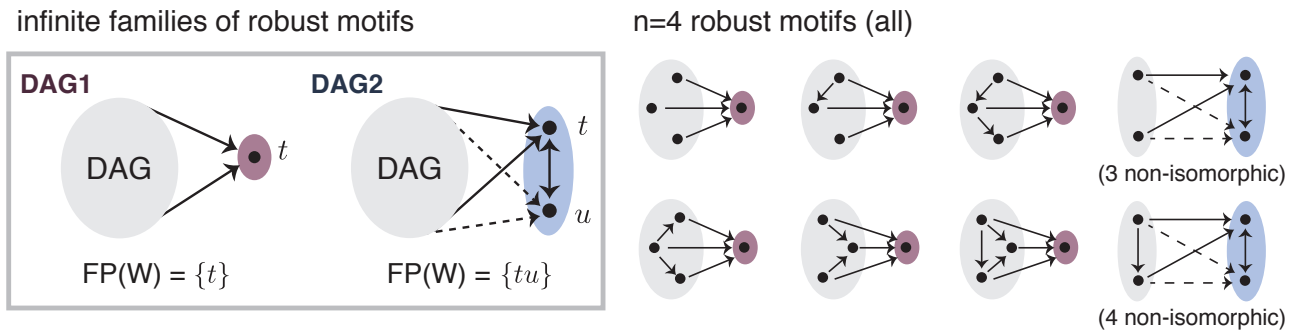 infinite families of robust motifs
DAG1
DAG
t
FP(W) = {t}
DAG2
DAG
t
u
FP(W) = {tu}
n=4 robust motifs (all)
(3 non-isomorphic)
(4 non-isomorphic)